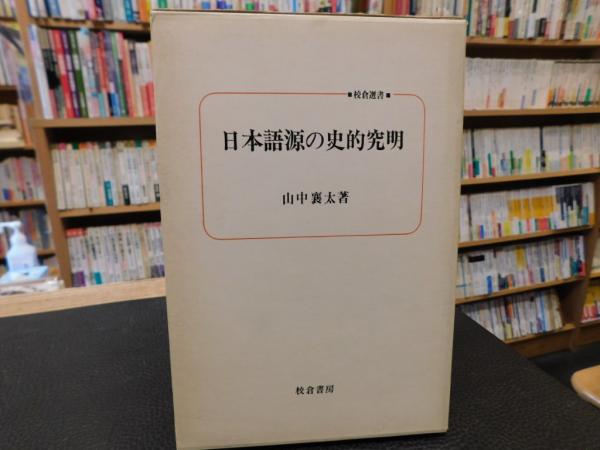 ■校倉選書■
日本語源の史的究明
山中襄太著
校倉書房